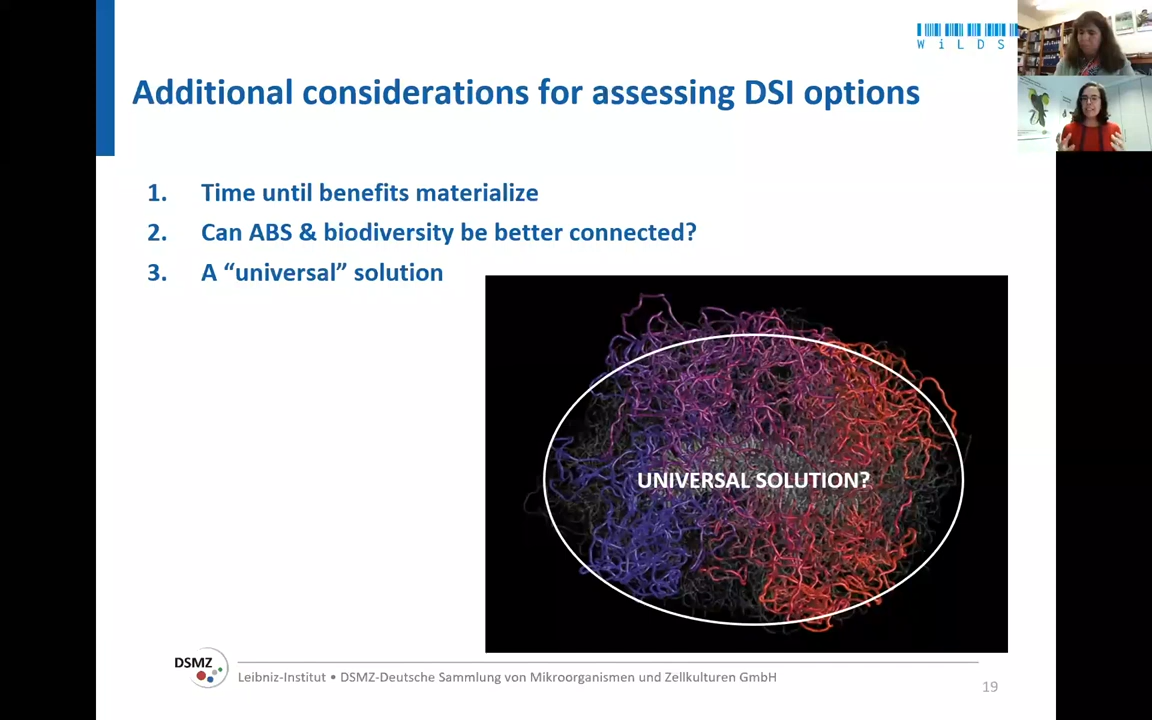 WiLDS
Additional considerations for assessing DSI options
1. Time until benefits materialize
2. Can ABS & biodiversity be better connected?
3. A “universal” solution
UNIVERSAL SOLUTION?
DSMZ
Leibniz-Institut • DSMZ-Deutsche Sammlung von Mikroorganismen und Zellkulturen GmbH
19